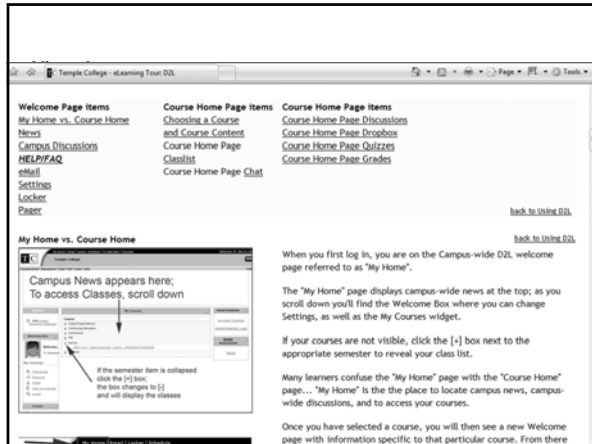 Temple College - eLearning Tour: D2L
Page
Tools
Welcome Page items
My Home vs. Course Home
News
Campus Discussions
HELP/FAQ
eMail
Settings
Locker
Pager
Course Home Page items
Choosing a Course
and Course Content
Course Home Page
Classlist
Course Home Page Chat
Course Home Page items
Course Home Page Discussions
Course Home Page Dropbox
Course Home Page Quizzes
Course Home Page Grades
back to Using D2L
My Home vs. Course Home
back to Using D2L
TC
Campus News appears here;
To access Classes, scroll down
If the semester item is collapsed
click the [+] box;
the box changes to [-]
and will display the classes
When you first log in, you are on the Campus-wide D2L welcome
page referred to as "My Home".
The "My Home" page displays campus-wide news at the top; as you
scroll down you'll find the Welcome Box where you can change
Settings, as well as the My Courses widget.
If your courses are not visible, click the [+] box next to the
appropriate semester to reveal your class list.
Many learners confuse the "My Home" page with the "Course Home"
page... "My Home" is the the place to locate campus news, campus-
wide discussions, and to access your courses.
Once you have selected a course, you will then see a new Welcome
page with information specific to that particular course. From there
My Home | Email | Locker | Schedule